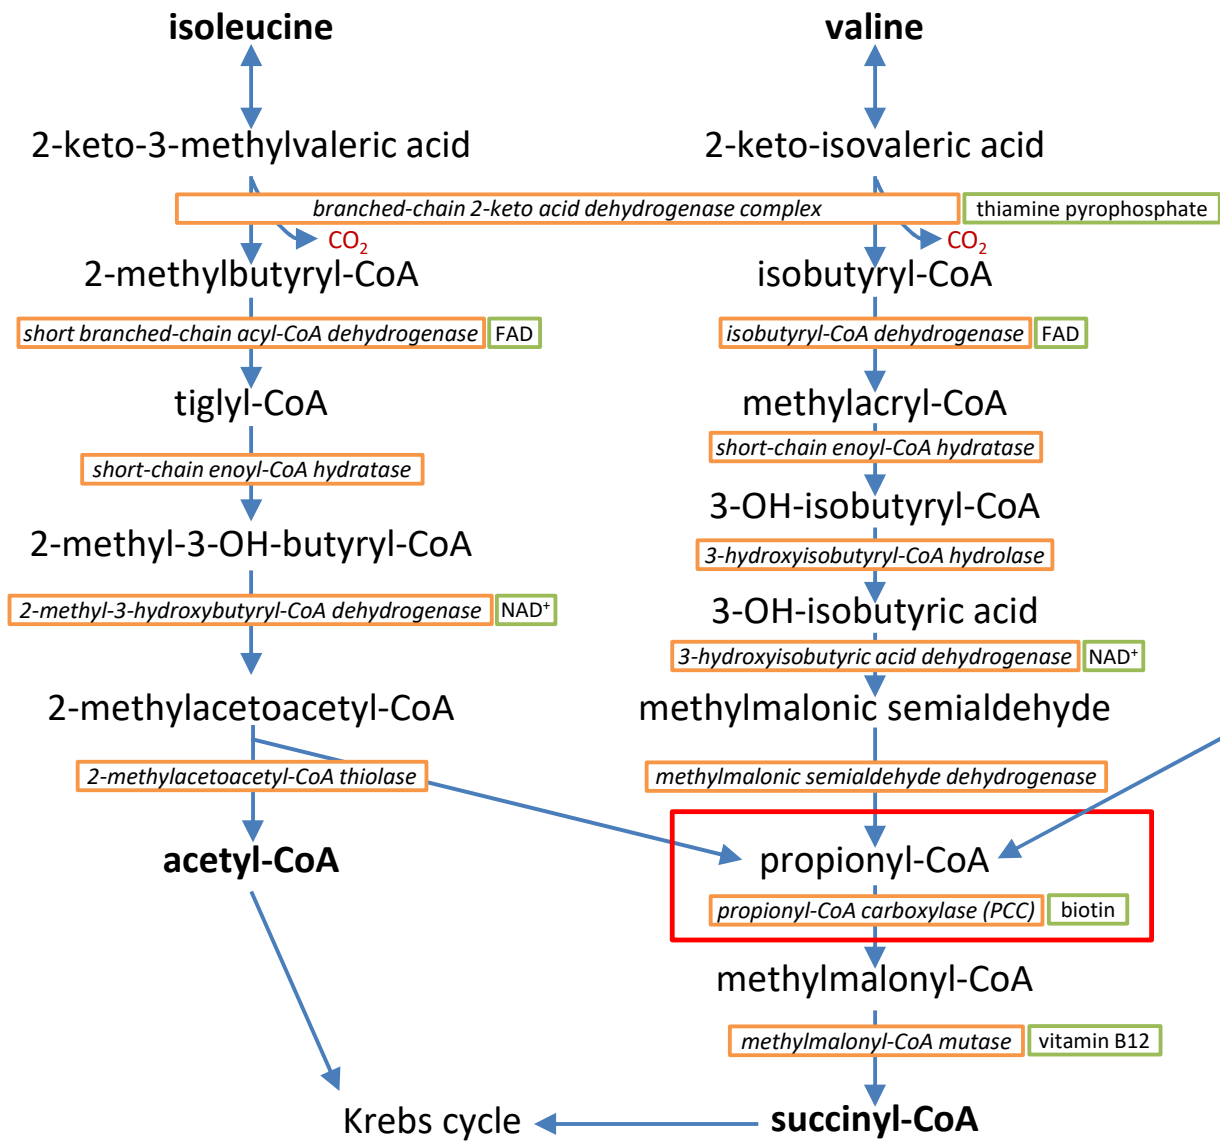 isoleucine
valine
2-keto-3-methylvaleric acid
2-keto-isovaleric acid
branched-chain 2-keto acid dehydrogenase complex
thiamine pyrophosphate
CO₂
CO₂
2-methylbutyryl-CoA
isobutyryl-CoA
short branched-chain acyl-CoA dehydrogenase
FAD
isobutyryl-CoA dehydrogenase
FAD
tiglyl-CoA
methylacryl-CoA
short-chain enoyl-CoA hydratase
short-chain enoyl-CoA hydratase
3-OH-isobutyryl-CoA
2-methyl-3-OH-butyryl-CoA
3-hydroxyisobutyryl-CoA hydrolase
2-methyl-3-hydroxybutyryl-CoA dehydrogenase
NAD⁺
3-OH-isobutyric acid
3-hydroxyisobutyric acid dehydrogenase
NAD⁺
2-methylacetoacetyl-CoA
methylmalonic semialdehyde
2-methylacetoacetyl-CoA thiolase
methylmalonic semialdehyde dehydrogenase
acetyl-CoA
propionyl-CoA
propionyl-CoA carboxylase (PCC)
biotin
methylmalonyl-CoA
methylmalonyl-CoA mutase
vitamin B12
Krebs cycle
succinyl-CoA